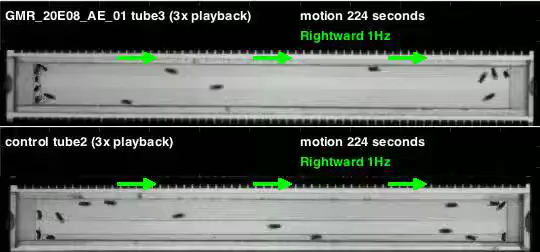 GMR_20E08_AE_01 tube3 (3x playback)
motion 224 seconds
Rightward 1Hz
control tube2 (3x playback)
motion 224 seconds
Rightward 1Hz